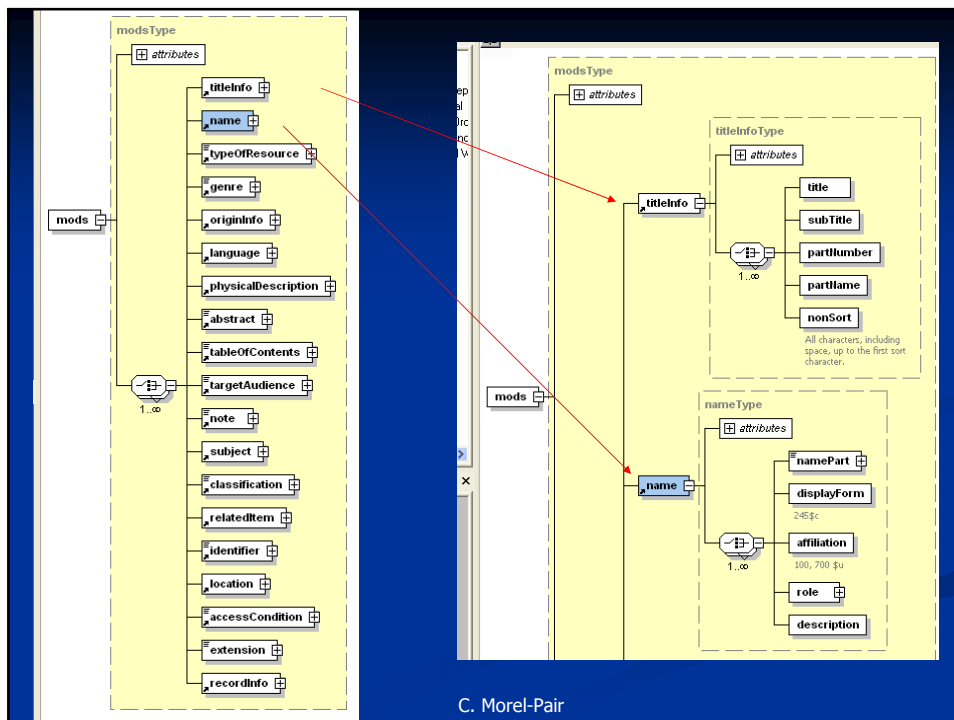 modsType
attributes
titleInfo
name
typeOfResource
genre
originInfo
mods
language
physicalDescription
abstract
tableOfContents
targetAudience
1..∞
note
subject
classification
relatedItem
identifier
location
accessCondition
extension
recordInfo
modsType
attributes
titleInfoType
attributes
titleInfo
title
subTitle
partNumber
1..∞
partName
nonSort
All characters, including
space, up to the first sort
character.
mods
nameType
attributes
name
namePart
displayForm
245$c
affiliation
1..∞
100, 700 $u
role
description
C. Morel-Pair